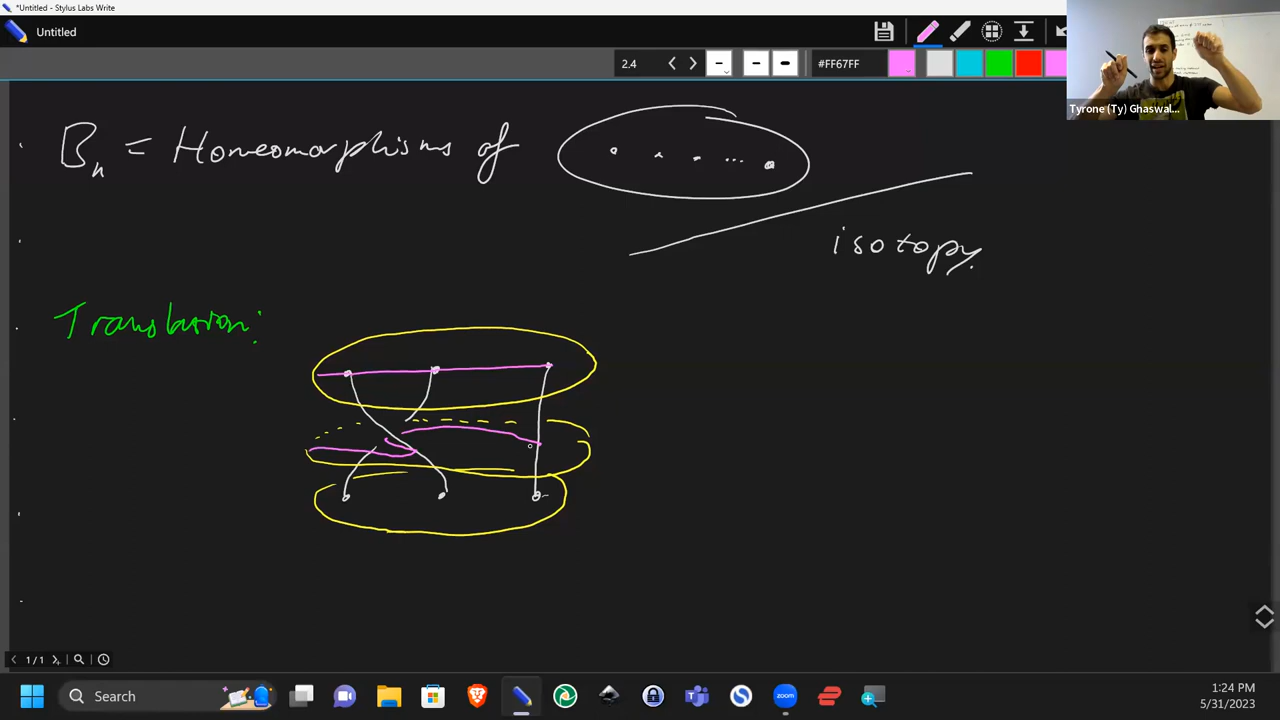 *Untitled - Stylus Labs Write
Untitled
2.4
#FF67FF
Tyrone (Ty) Ghaswal...
Bn = Homeomorphisms of
...
isotopy.
Translation:
1/1
Search
1:24 PM
5/31/2023
zoom